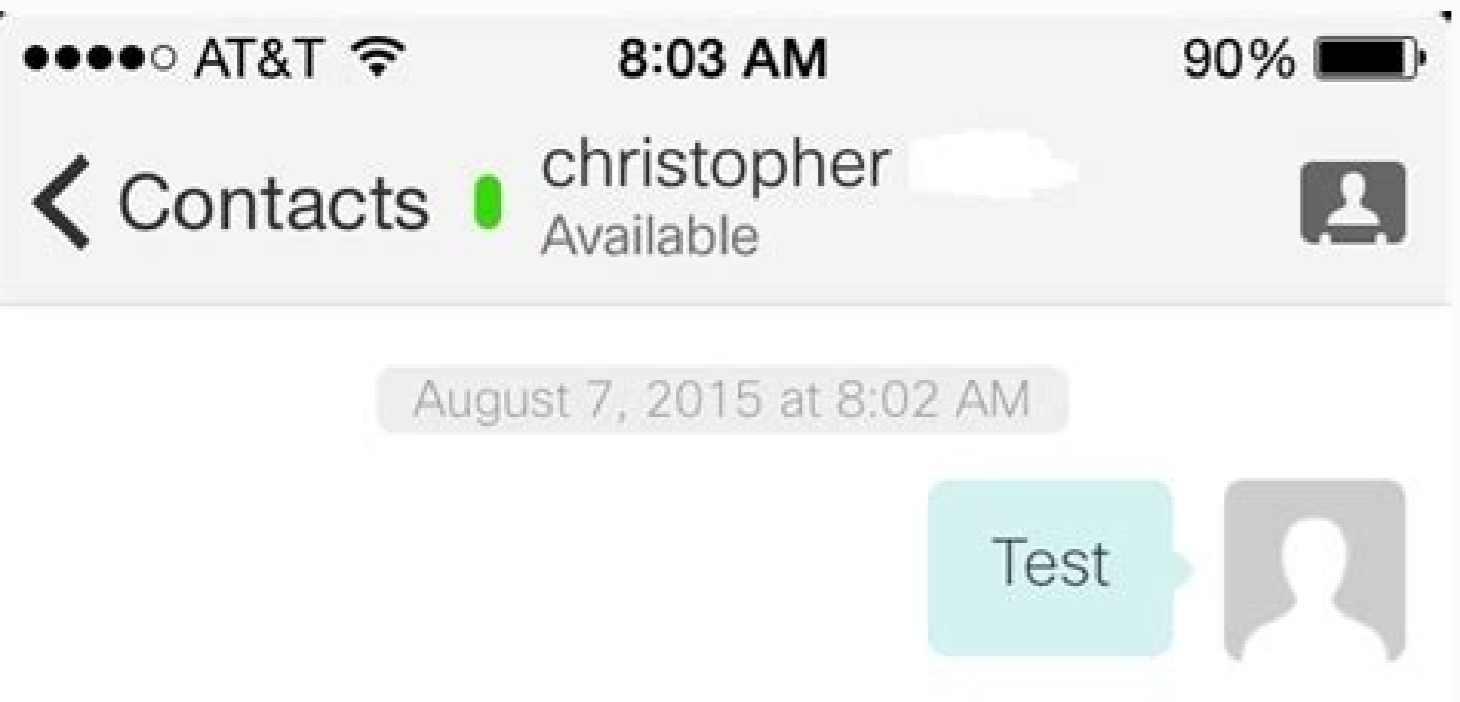 AT&T 8:03 AM 90%
Contacts
christopher
Available
August 7, 2015 at 8:02 AM
Test